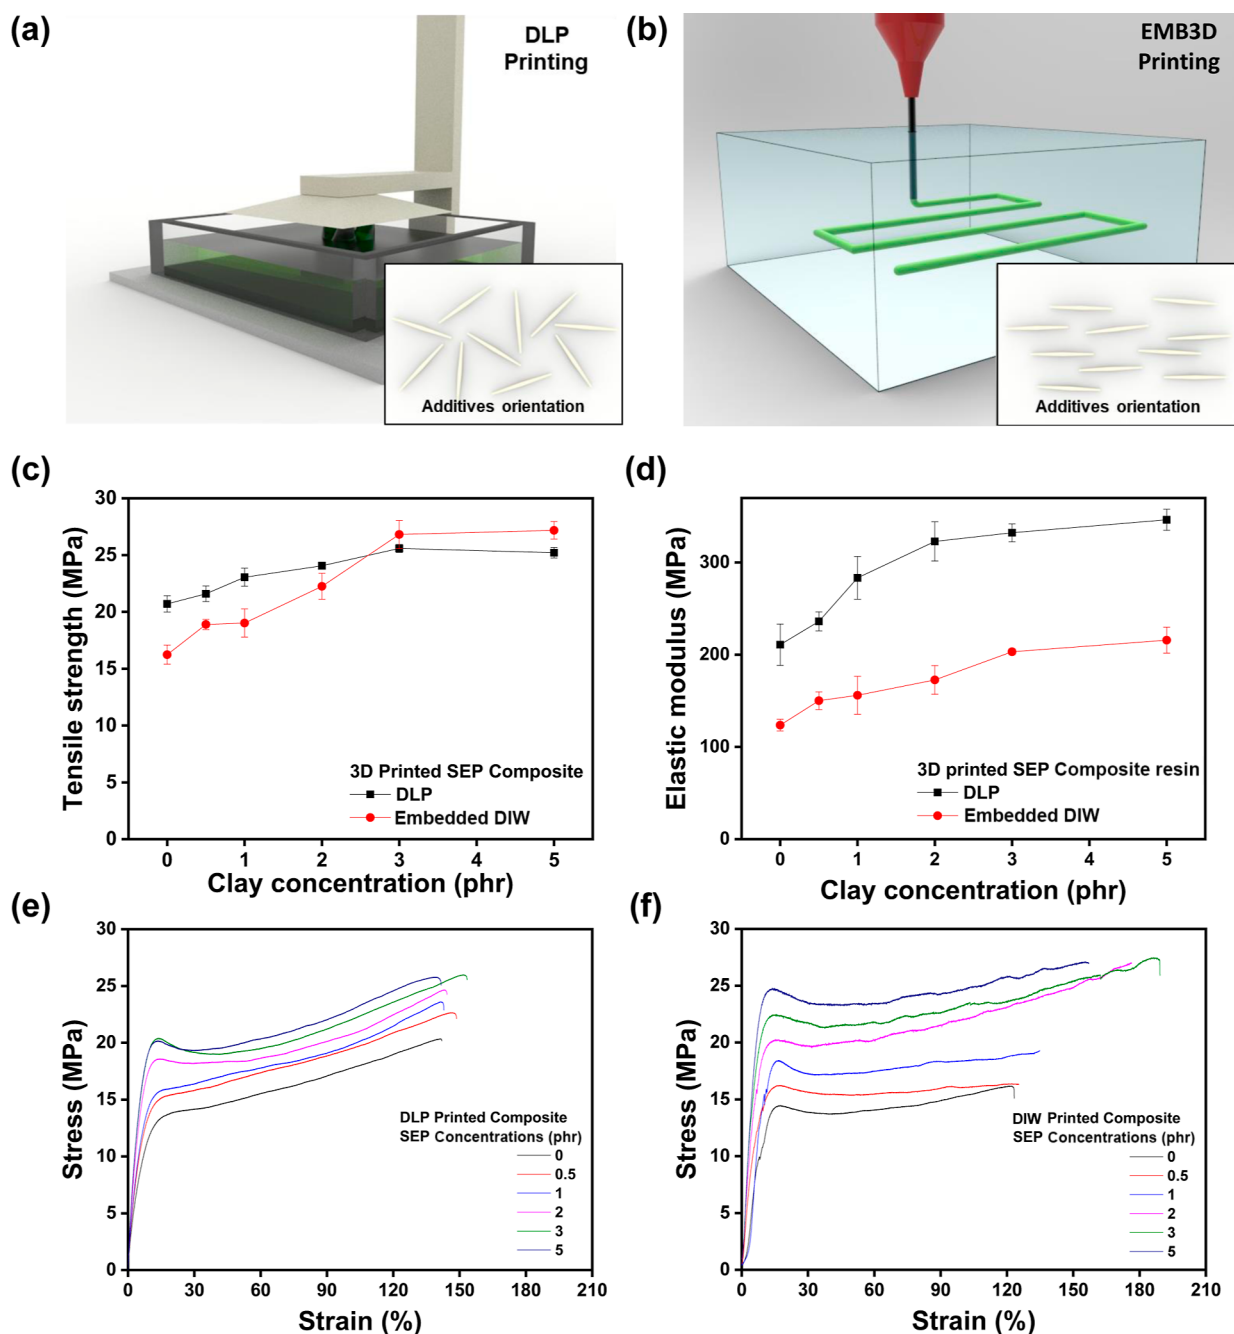 (a)
DLP
Printing
Additives orientation
(b)
EMB3D
Printing
Additives orientation
(c)
30
25
20
15
10
5
0
Tensile strength (MPa)
3D Printed SEP Composite
DLP
Embedded DIW
0 1 2 3 4 5
Clay concentration (phr)
(d)
300
200
100
0
Elastic modulus (MPa)
3D printed SEP Composite resin
DLP
Embedded DIW
0 1 2 3 4 5
Clay concentration (phr)
(e)
30
25
20
15
10
5
0
Stress (MPa)
DLP Printed Composite
SEP Concentrations (phr)
0
0.5
1
2
3
5
0 30 60 90 120 150 180 210
Strain (%)
(f)
30
25
20
15
10
5
0
Stress (MPa)
DIW Printed Composite
SEP Concentrations (phr)
0
0.5
1
2
3
5
0 30 60 90 120 150 180 210
Strain (%)